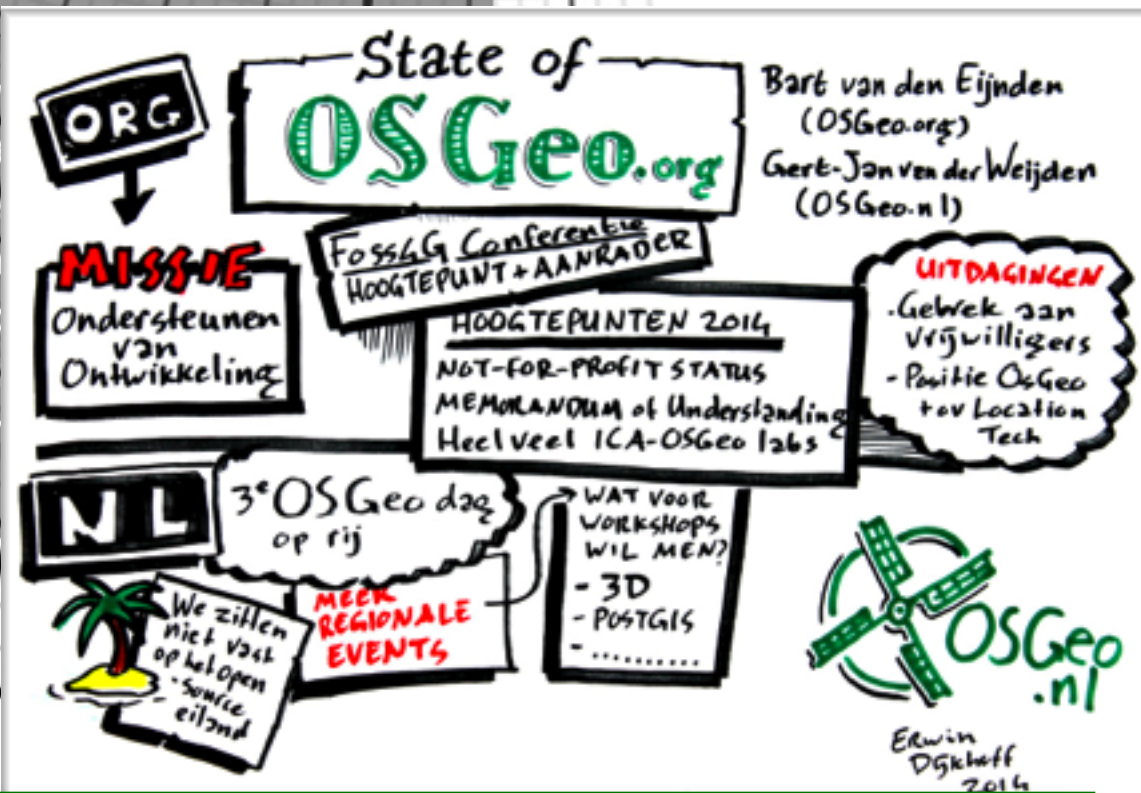 ORG
State of
OSGeo.org
Bart van den Eijnden
(OSGeo.org)
Gert-Jan van der Weijden
(OSGeo.nl)
MISSIE
Ondersteunen
van
Ontwikkeling
FOSS4G Conferentie
HOOGTEPUNT + AANRADER
HOOGTEPUNTEN 2014
NOT-FOR-PROFIT STATUS
MEMORANDUM of Understanding
Heel veel ICA-OSGeo labs
UITDAGINGEN
- Gebrek aan
vrijwilligers
- Positie OsGeo
tov Location
Tech
NL
3e OSGeo dag
op rij
We zitten
niet vast
op het open
-source
eiland
MEER
REGIONALE
EVENTS
WAT VOOR
WORKSHOPS
WIL MEN?
- 3D
- POSTGIS
- ..........
OSGeo
.nl
Erwin
2014